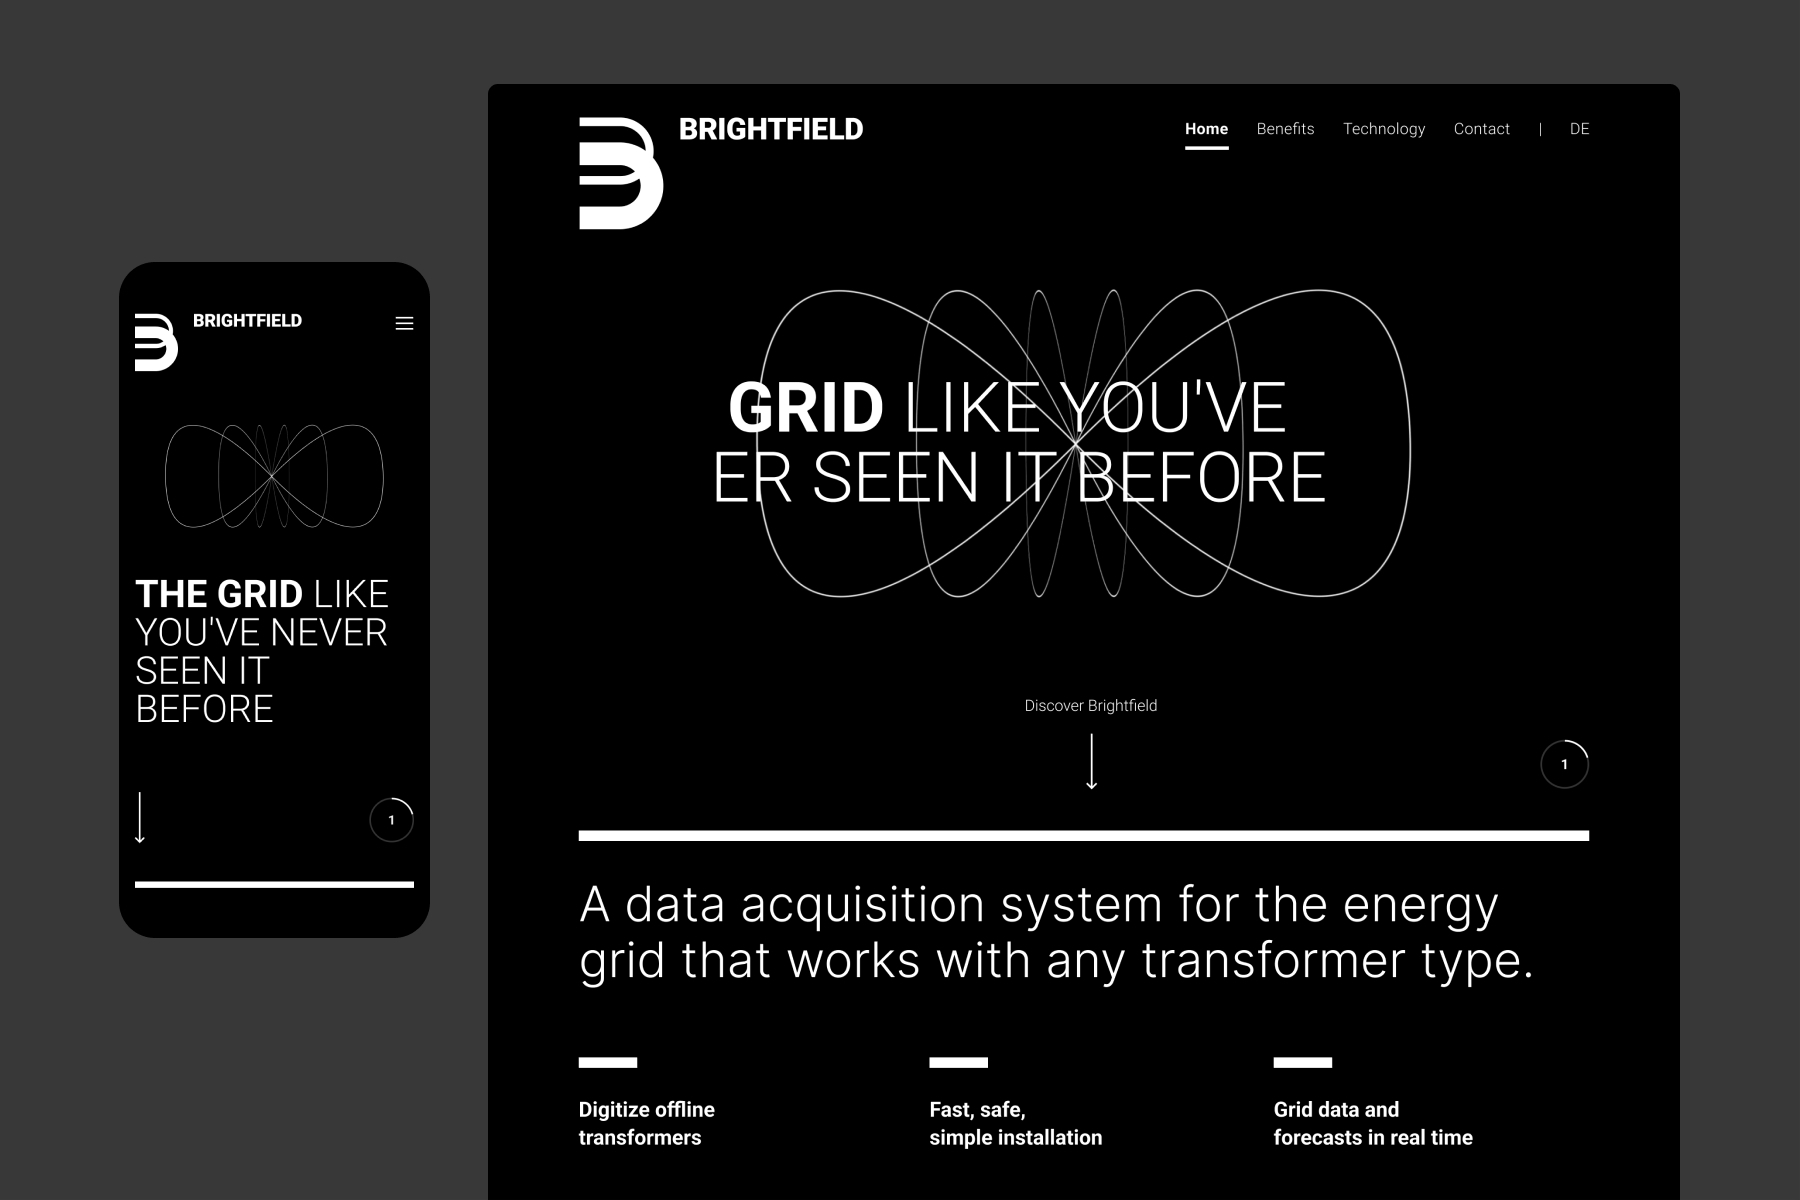 BRIGHTFIELD
THE GRID LIKE
YOU'VE NEVER
SEEN IT
BEFORE
1
BRIGHTFIELD
Home Benefits Technology Contact | DE
GRID LIKE YOU'VE
ER SEEN IT BEFORE
Discover Brightfield
1
A data acquisition system for the energy
grid that works with any transformer type.
Digitize offline
transformers
Fast, safe,
simple installation
Grid data and
forecasts in real time